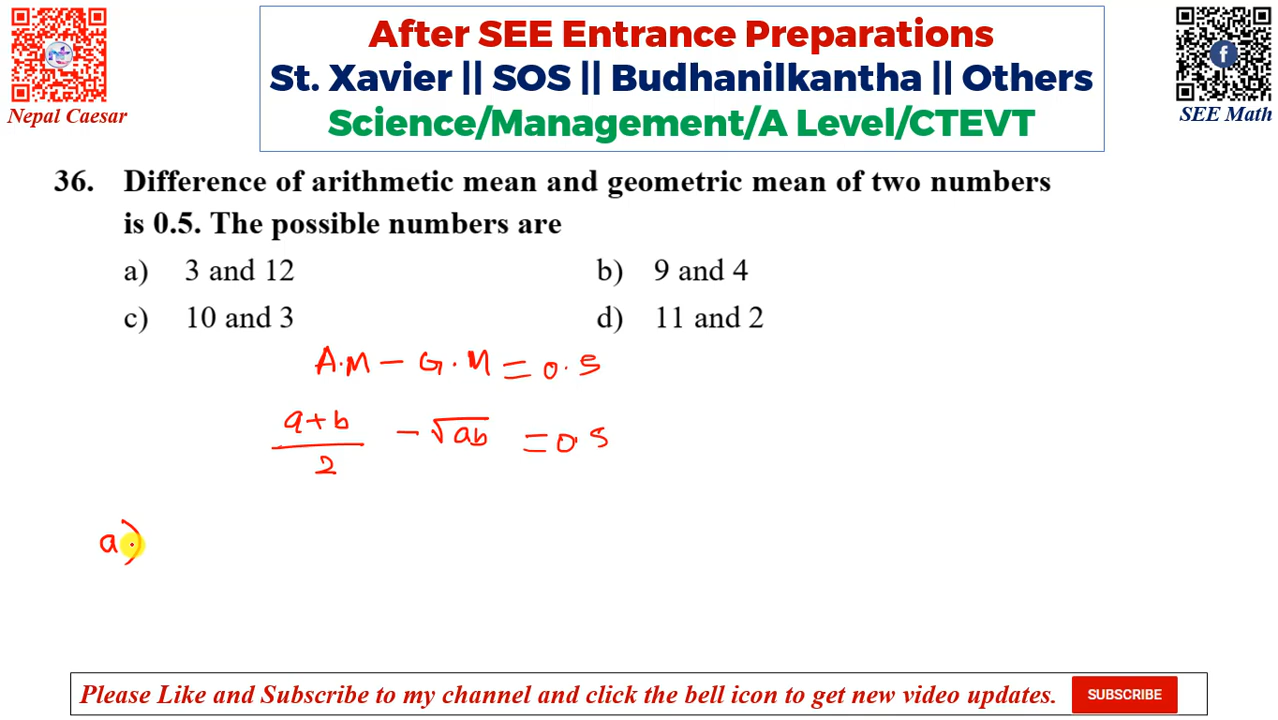 After SEE Entrance Preparations
St. Xavier || SOS || Budhanilkantha || Others
Science/Management/A Level/CTEVT
Nepal Caesar
SEE Math
36. Difference of arithmetic mean and geometric mean of two numbers
is 0.5. The possible numbers are
a) 3 and 12 b) 9 and 4
c) 10 and 3 d) 11 and 2
A.M - G.M = 0.5
a+b/2 - √ab = 0.5
a)
Please Like and Subscribe to my channel and click the bell icon to get new video updates. SUBSCRIBE